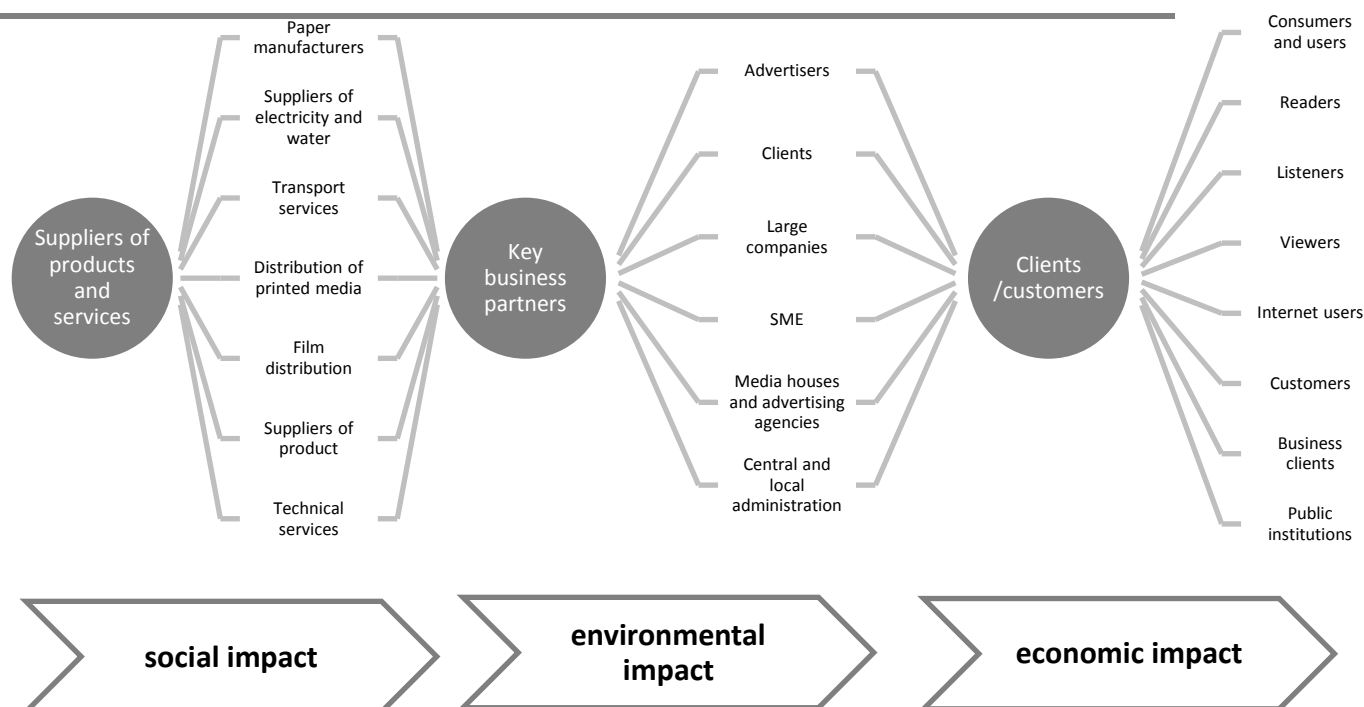 Suppliers of
products
and
services
Paper
manufacturers
Suppliers of
electricity and
water
Transport
services
Distribution of
printed media
Film
distribution
Suppliers of
product
Technical
services
Key
business
partners
Advertisers
Clients
Large
companies
SME
Media houses
and advertising
agencies
Central and
local
administration
Clients
/customers
Consumers
and users
Readers
Listeners
Viewers
Internet users
Customers
Business
clients
Public
institutions
social impact
environmental
impact
economic impact